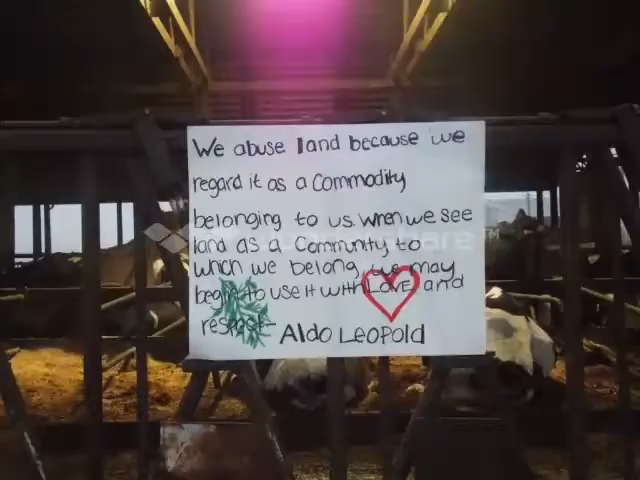 We abuse land because we
regard it as a Commodity
belonging to us. When we see
land as a Community to
which we belong, we may
begin to use it with LOVE and
respect- Aldo LEOPOLD